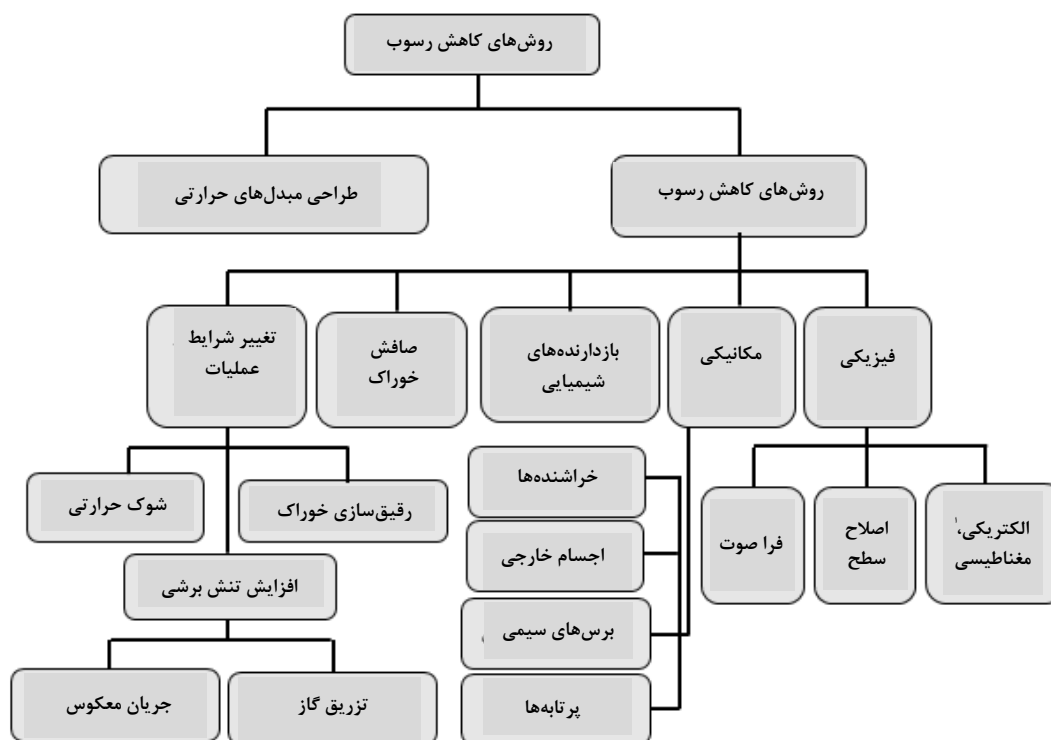 روش‌های کاهش رسوب
روش‌های کاهش رسوب
طراحی مبدل‌های حرارتی
فیزیکی
مکانیکی
بازدارنده‌های
شیمیایی
صافش
خوراک
تغییر شرایط
عملیات
الکتریکی،
مغناطیسی
اصلاح
سطح
فرا صوت
خراشنده‌ها
اجسام خارجی
برس‌های سیمی
پرتابه‌ها
رقیق‌سازی خوراک
شوک حرارتی
افزایش تنش برشی
تزریق گاز
جریان معکوس